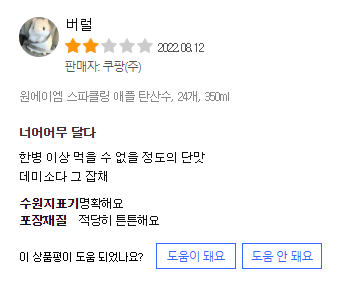 버럴
2022.08.12
판매자: 쿠팡(주)
원에이엠 스파클링 애플 탄산수, 24개, 350ml
너어어무 달다
한병 이상 먹을 수 없을 정도의 단맛
데미소다 그 잡채
수원지표기명확해요
포장재질 적당히 튼튼해요
이 상품평이 도움 되었나요? 도움이 돼요 도움 안 돼요